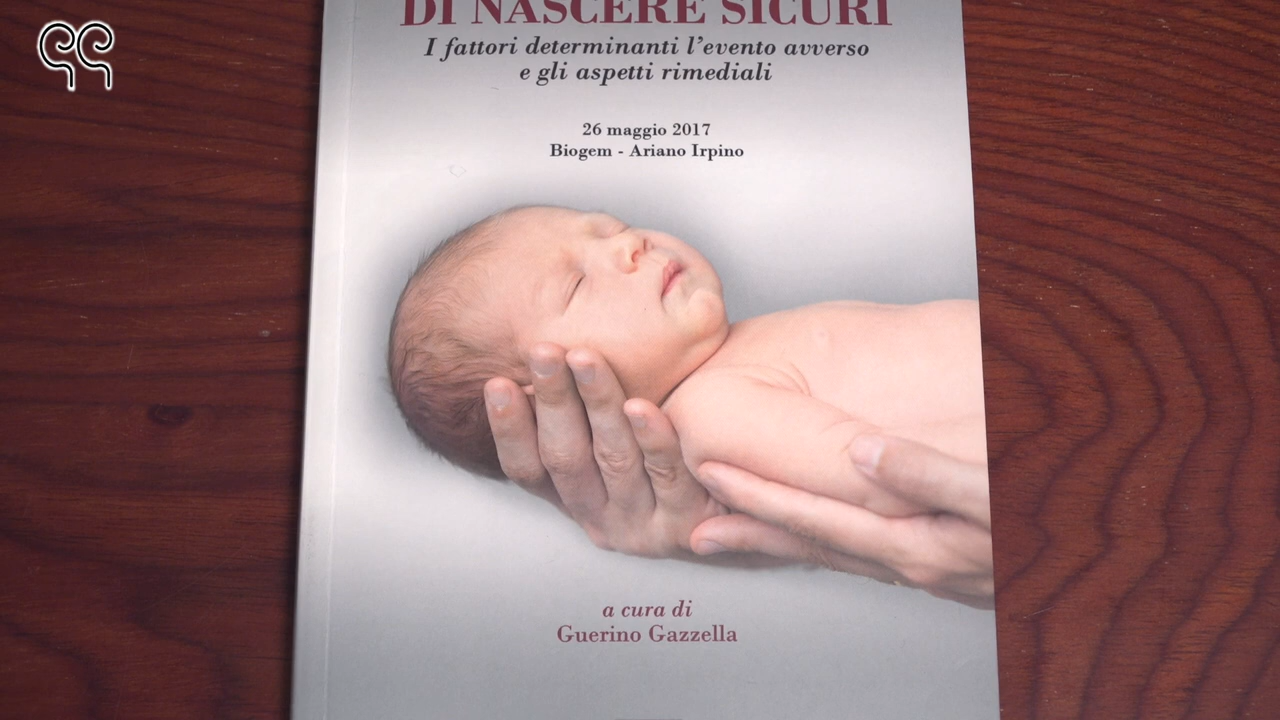 DI NASCERE SICURI
I fattori determinanti l'evento avverso
e gli aspetti rimediali
26 maggio 2017
Biogem - Ariano Irpino
a cura di
Guerino Gazzella